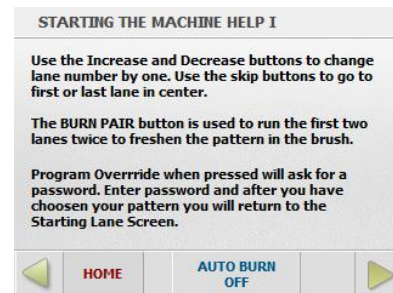 STARTING THE MACHINE HELP I
Use the Increase and Decrease buttons to change
lane number by one. Use the skip buttons to go to
first or last lane in center.
The BURN PAIR button is used to run the first two
lanes twice to freshen the pattern in the brush.
Program Overrride when pressed will ask for a
password. Enter password and after you have
choosen your pattern you will return to the
Starting Lane Screen.
HOME
AUTO BURN
OFF